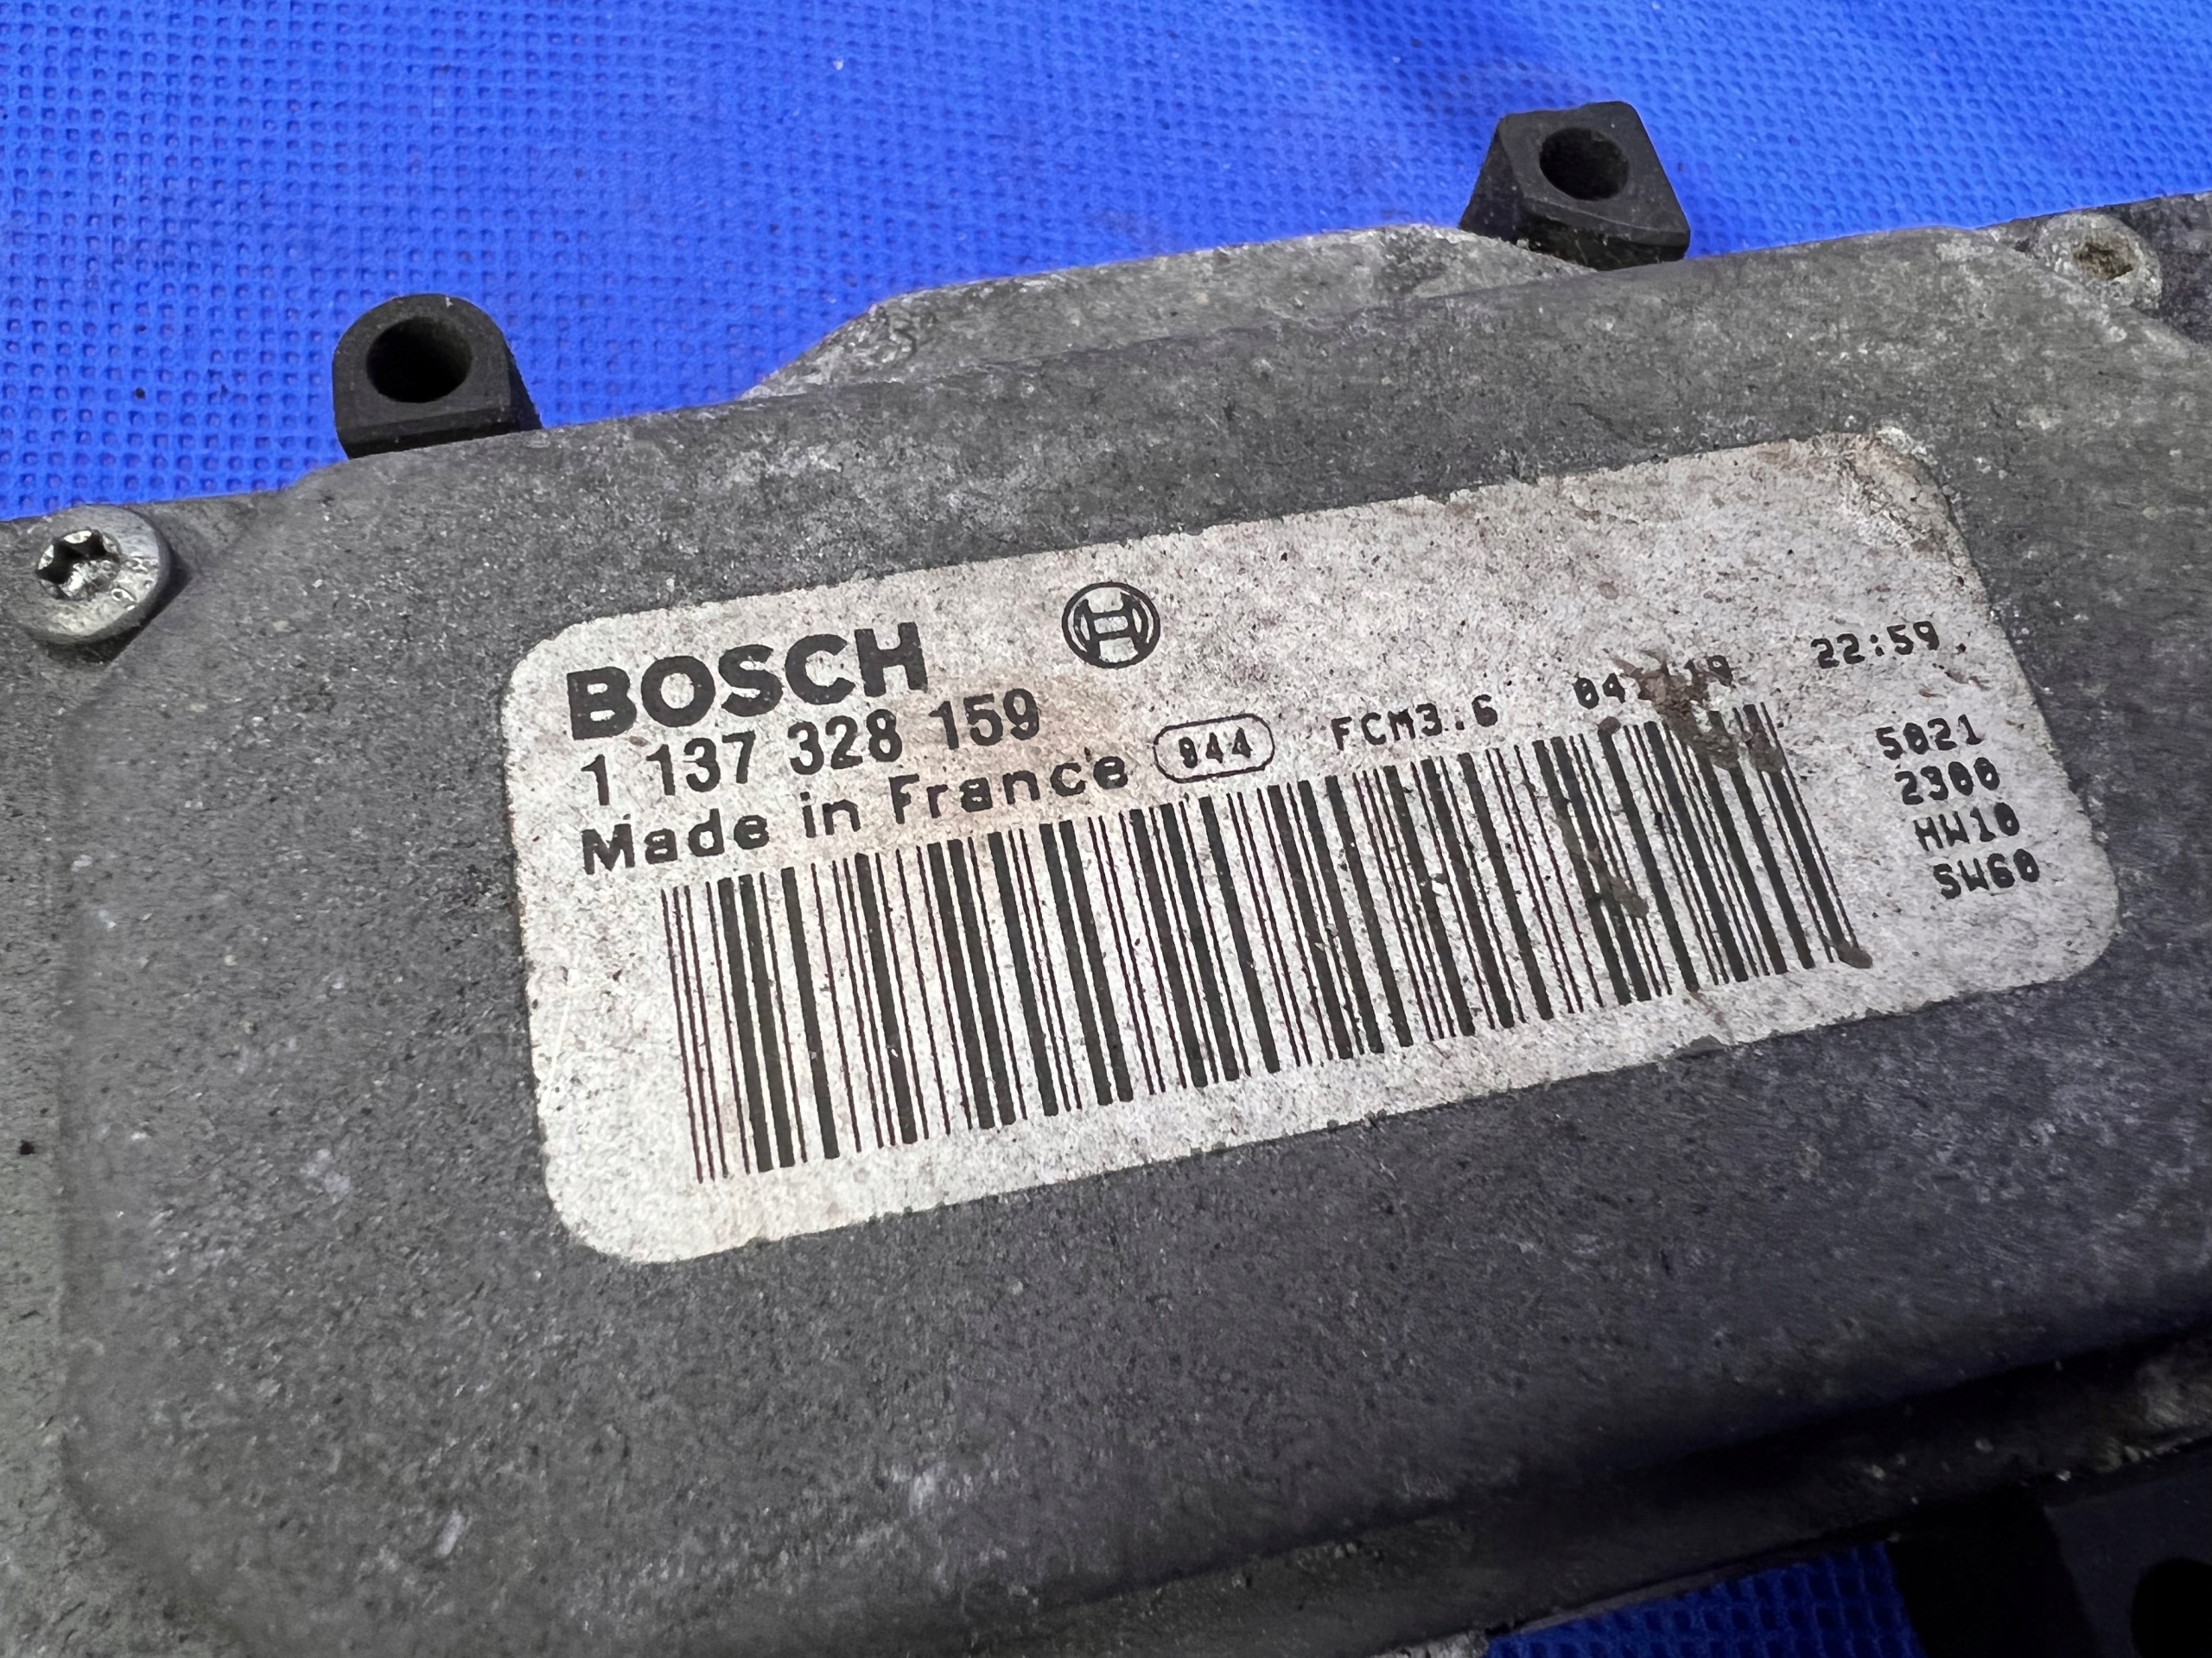 BOSCH
1 137 328 159
Made in France 944 FCM3.6 22:59
5021
2300
HW10
SW60